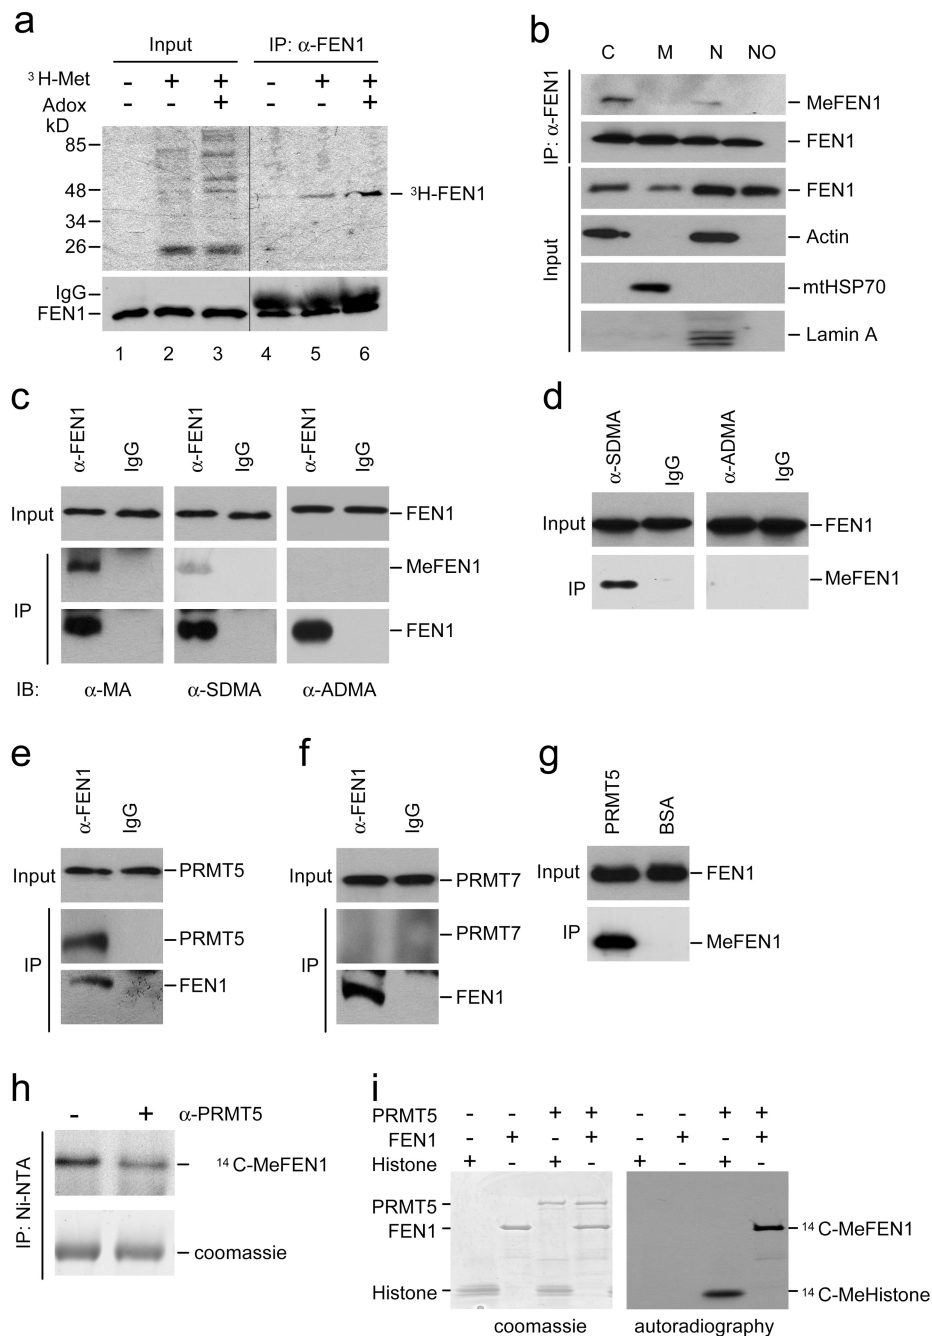 a
Input IP: α-FEN1
³H-Met - + + - + +
Adox - - + - - +
kD
85
48
34
26
³H-FEN1
IgG
FEN1
1 2 3 4 5 6
b
C M N NO
IP: α-FEN1
MeFEN1
FEN1
Input
FEN1
Actin
mtHSP70
Lamin A
c
α-FEN1 IgG α-FEN1 IgG α-FEN1 IgG
Input FEN1
IP
MeFEN1
FEN1
IB: α-MA α-SDMA α-ADMA
d
α-SDMA IgG α-ADMA IgG
Input FEN1
IP MeFEN1
e
α-FEN1 IgG
Input PRMT5
IP
PRMT5
FEN1
f
α-FEN1 IgG
Input PRMT7
IP
PRMT7
FEN1
g
PRMT5 BSA
Input FEN1
IP MeFEN1
h
- + α-PRMT5
IP: Ni-NTA
¹⁴C-MeFEN1
coomassie
i
PRMT5 - - + + - - + +
FEN1 - + - + - + - +
Histone + - + - + - + -
PRMT5
FEN1 ¹⁴C-MeFEN1
Histone ¹⁴C-MeHistone
coomassie autoradiography